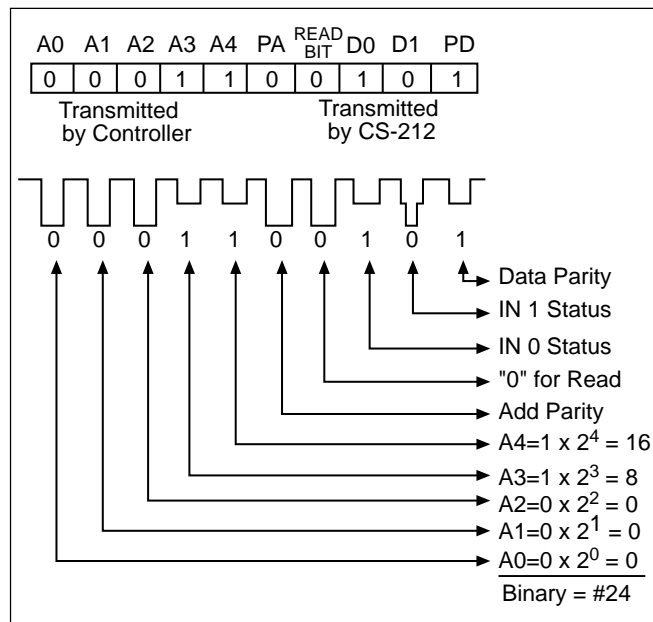 A0 A1 A2 A3 A4 PA READ BIT D0 D1 PD
0 0 0 1 1 0 0 1 0 1
Transmitted by Controller
Transmitted by CS-212
0 0 0 1 1 0 0 1 0 1
Data Parity
IN 1 Status
IN 0 Status
"0" for Read
Add Parity
A4=1 x 2⁴ = 16
A3=1 x 2³ = 8
A2=0 x 2² = 0
A1=0 x 2¹ = 0
A0=0 x 2⁰ = 0
Binary = #24